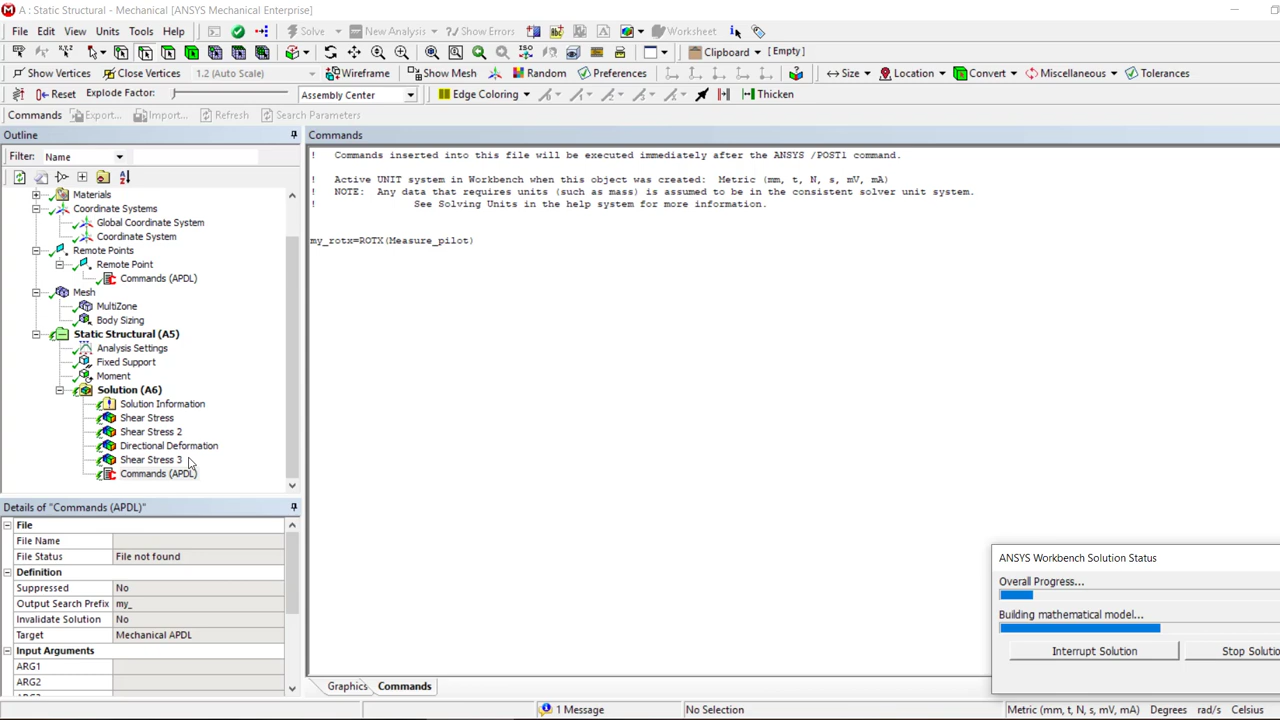 A : Static Structural - Mechanical [ANSYS Mechanical Enterprise]
File Edit View Units Tools Help Solve New Analysis Show Errors Worksheet
Clipboard [ Empty ]
Show Vertices Close Vertices 1.2 (Auto Scale) Wireframe Show Mesh Random Preferences Size Location Convert Miscellaneous Tolerances
Reset Explode Factor: Assembly Center Edge Coloring Thicken
Commands Export... Import... Refresh Search Parameters
Outline
Filter: Name
Materials
Coordinate Systems
Global Coordinate System
Coordinate System
Remote Points
Remote Point
Commands (APDL)
Mesh
MultiZone
Body Sizing
Static Structural (A5)
Analysis Settings
Fixed Support
Moment
Solution (A6)
Solution Information
Shear Stress
Shear Stress 2
Directional Deformation
Shear Stress 3
Commands (APDL)
Details of "Commands (APDL)"
File
File Name
File Status File not found
Definition
Suppressed No
Output Search Prefix my_
Invalidate Solution No
Target Mechanical APDL
Input Arguments
ARG1
ARG2
Commands
! Commands inserted into this file will be executed immediately after the ANSYS /POST1 command.
! Active UNIT system in Workbench when this object was created: Metric (mm, t, N, s, mV, mA)
! NOTE: Any data that requires units (such as mass) is assumed to be in the consistent solver unit system.
! See Solving Units in the help system for more information.
my_rotx=ROTX(Measure_pilot)
ANSYS Workbench Solution Status
Overall Progress...
Building mathematical model...
Interrupt Solution Stop Solutio
Graphics Commands
1 Message No Selection Metric (mm, t, N, s, mV, mA) Degrees rad/s Celsius